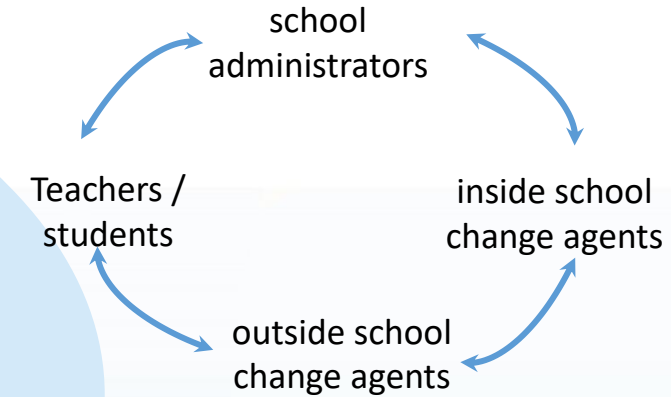 school
administrators
Teachers /
students
inside school
change agents
outside school
change agents